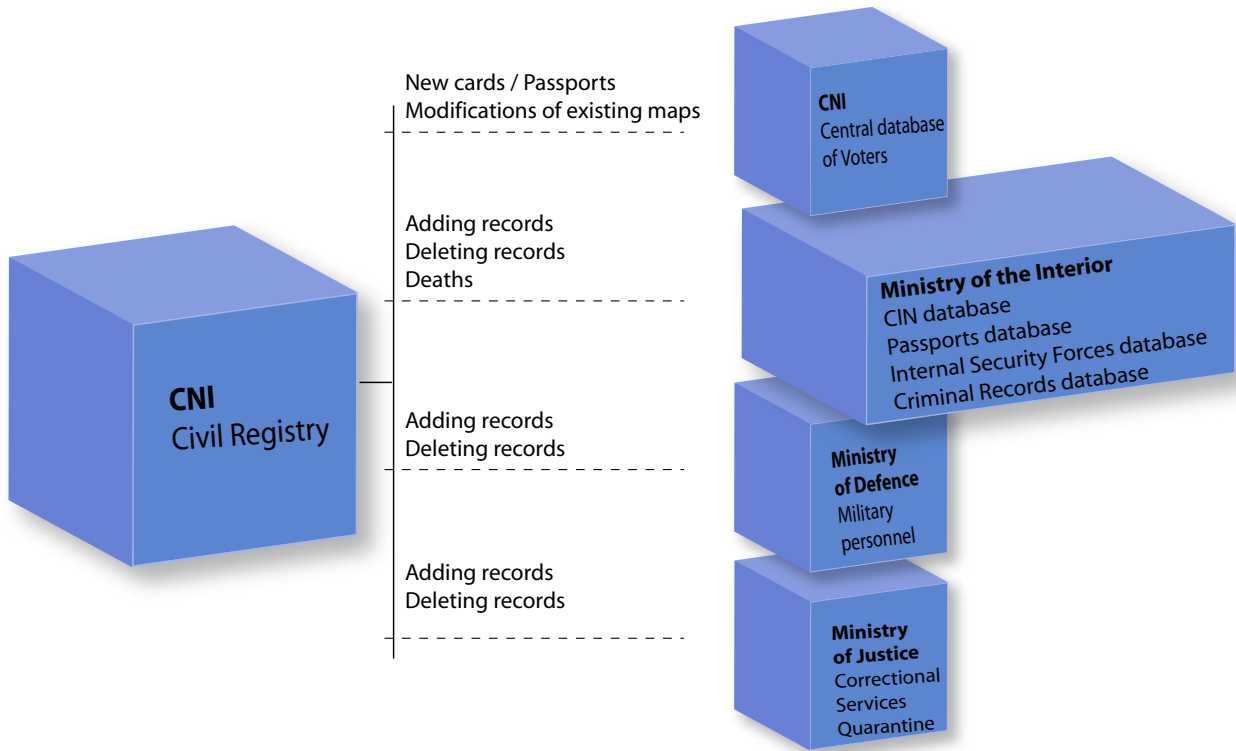 CNI
Civil Registry
New cards / Passports
Modifications of existing maps
Adding records
Deleting records
Deaths
Adding records
Deleting records
Adding records
Deleting records
CNI
Central database
of Voters
Ministry of the Interior
CIN database
Passports database
Internal Security Forces database
Criminal Records database
Ministry
of Defence
Military
personnel
Ministry
of Justice
Correctional
Services
Quarantine